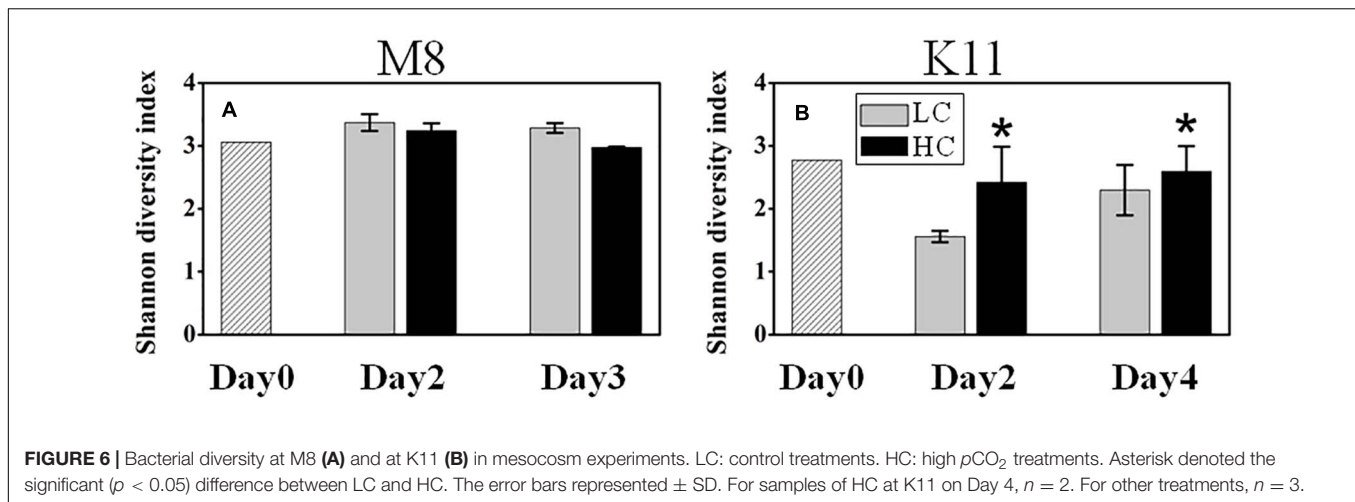 M8
K11
Shannon diversity index
4
3
2
1
0
A
Day0 Day2 Day3
Shannon diversity index
4
3
2
1
0
B
LC
HC
*
*
Day0 Day2 Day4
FIGURE 6 | Bacterial diversity at M8 (A) and at K11 (B) in mesocosm experiments. LC: control treatments. HC: high pCO₂ treatments. Asterisk denoted the
significant (p < 0.05) difference between LC and HC. The error bars represented ± SD. For samples of HC at K11 on Day 4, n = 2. For other treatments, n = 3.